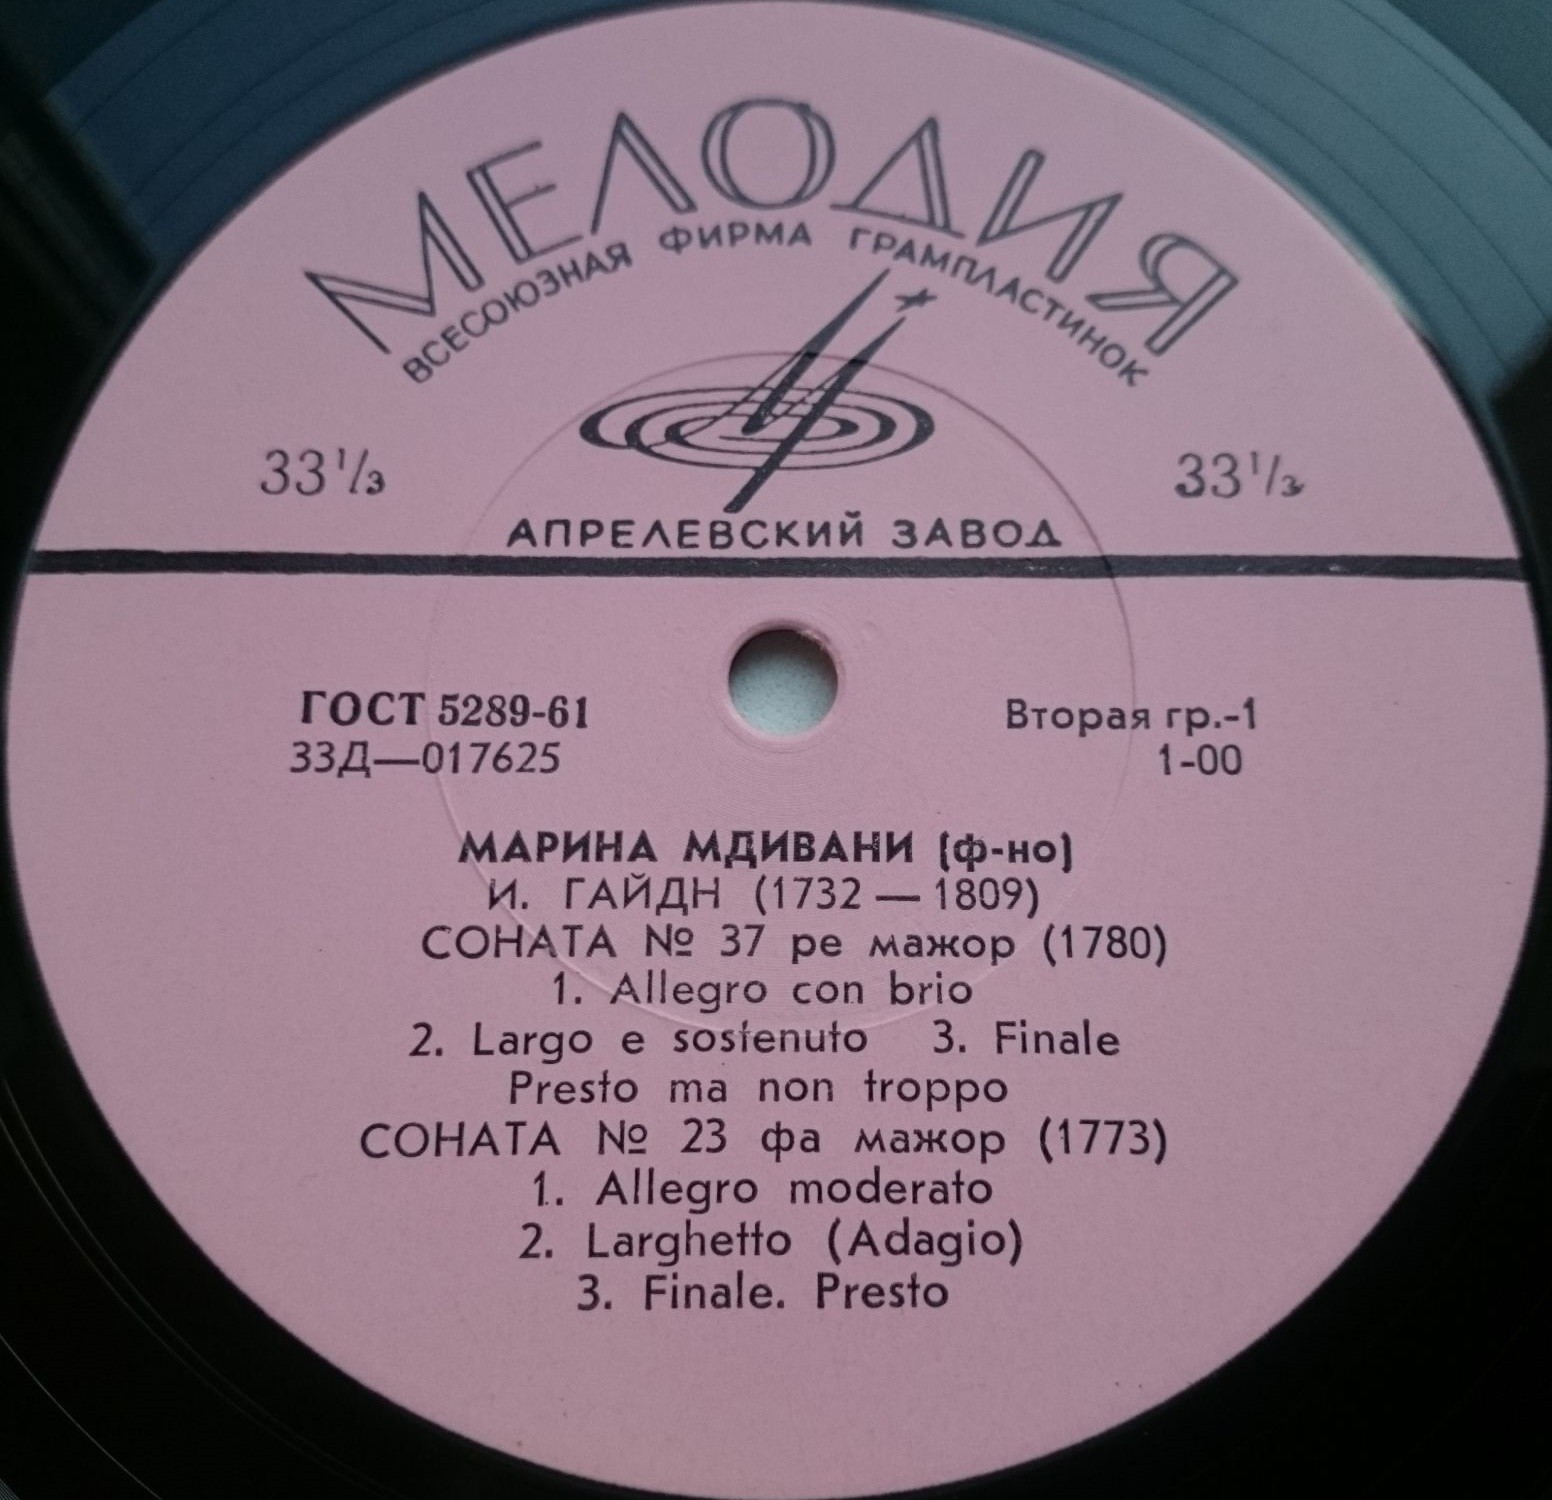 МЕЛОДИЯ
ВСЕСОЮЗНАЯ ФИРМА ГРАМПЛАСТИНОК
33⅓ 33⅓
АПРЕЛЕВСКИЙ ЗАВОД
ГОСТ 5289-61 Вторая гр.-1
33Д—017625 1-00
МАРИНА МДИВАНИ (ф-но)
И. ГАЙДН (1732 — 1809)
СОНАТА № 37 ре мажор (1780)
1. Allegro con brio
2. Largo e sostenuto 3. Finale
Presto ma non troppo
СОНАТА № 23 фа мажор (1773)
1. Allegro moderato
2. Larghetto (Adagio)
3. Finale. Presto